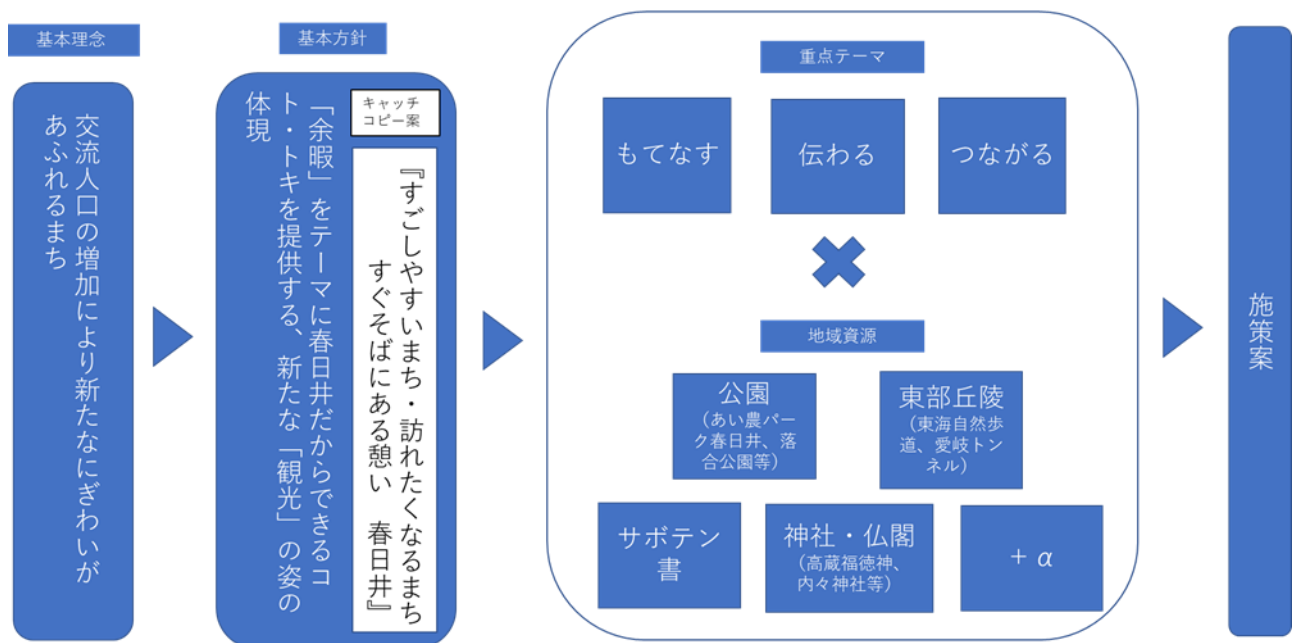 基本理念
交流人口の増加により新たなにぎわいが
あふれるまち
基本方針
キャッチ
コピー案
『すごしやすいまち・訪れたくなるまち
すぐそばにある憩い　春日井』
「余暇」をテーマに春日井だからできるコ
ト・トキを提供する、新たな「観光」の姿の
体現
重点テーマ
もてなす
伝わる
つながる
地域資源
公園
（あい農パー
ク春日井、落
合公園等）
東部丘陵
（東海自然歩
道、愛岐トン
ネル）
サボテン
書
神社・仏閣
（高蔵福徳神、
内々神社等）
+ α
施策案